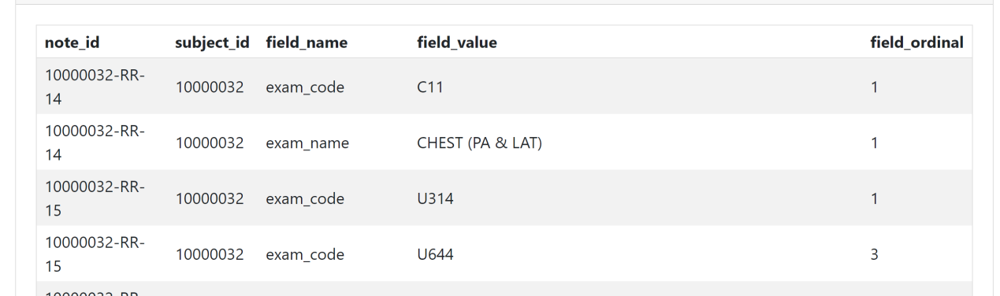 note_id subject_id field_name field_value field_ordinal
10000032-RR-
14 10000032 exam_code C11 1
10000032-RR-
14 10000032 exam_name CHEST (PA & LAT) 1
10000032-RR-
15 10000032 exam_code U314 1
10000032-RR-
15 10000032 exam_code U644 3